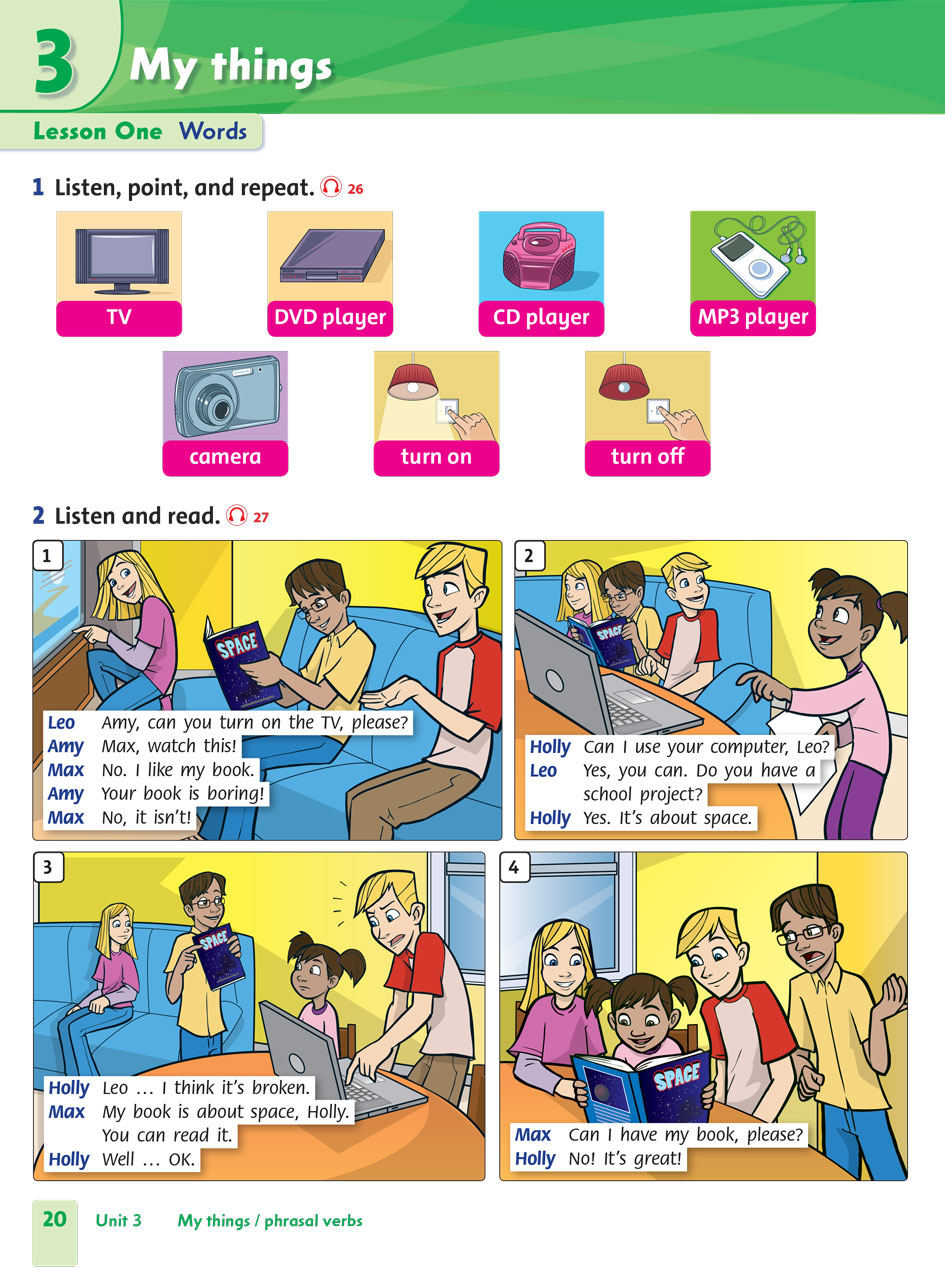 3
My things
Lesson One Words
1 Listen, point, and repeat. 26
TV
DVD player
CD player
MP3 player
camera
turn on
turn off
2 Listen and read. 27
1
SPACE
Leo Amy, can you turn on the TV, please?
Amy Max, watch this!
Max No. I like my book.
Amy Your book is boring!
Max No, it isn't!
2
SPACE
Holly Can I use your computer, Leo?
Leo Yes, you can. Do you have a
school project?
Holly Yes. It's about space.
3
SPACE
Holly Leo ... I think it's broken.
Max My book is about space, Holly.
You can read it.
Holly Well ... OK.
4
SPACE
Max Can I have my book, please?
Holly No! It's great!
20 Unit 3 My things / phrasal verbs